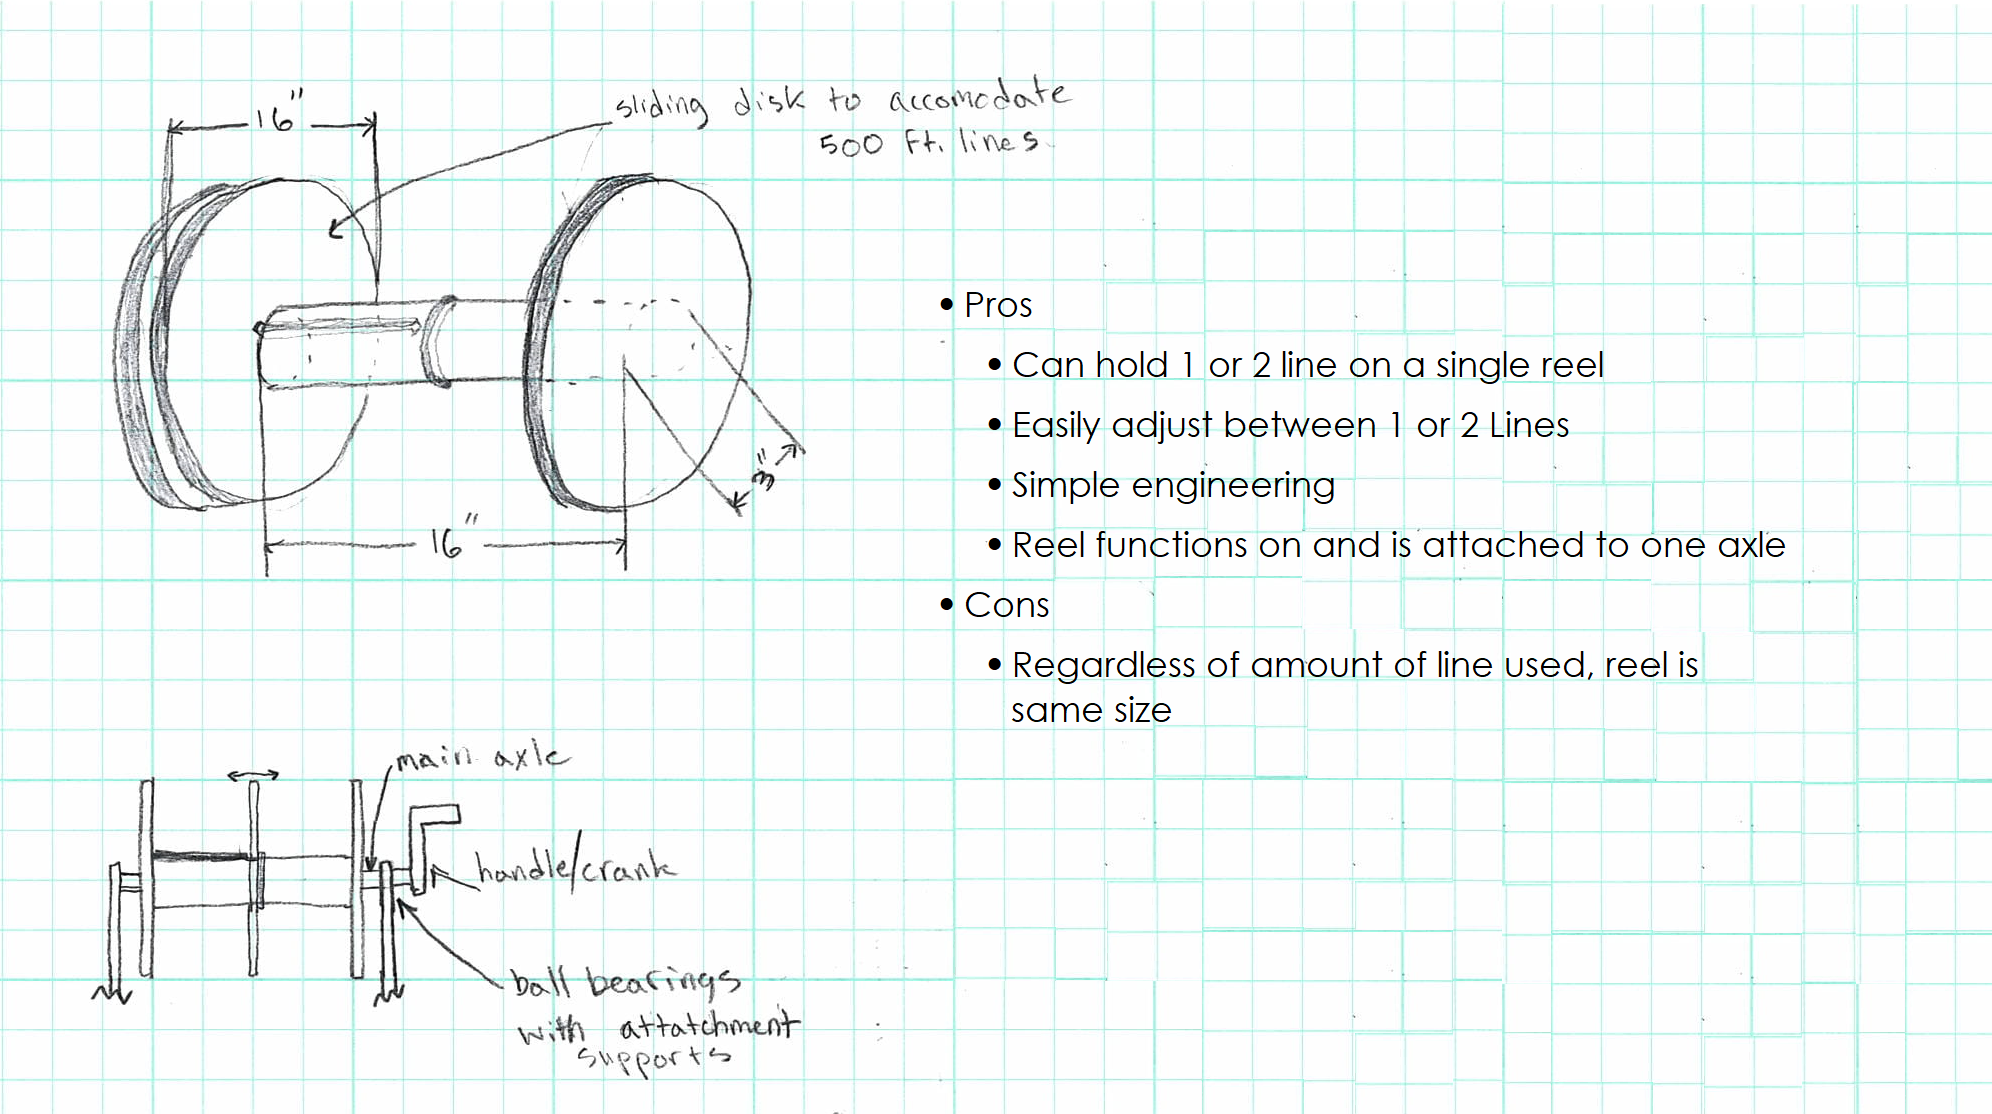 16"
sliding disk to accomodate
500 Ft. lines
3"
16"
• Pros
• Can hold 1 or 2 line on a single reel
• Easily adjust between 1 or 2 Lines
• Simple engineering
• Reel functions on and is attached to one axle
• Cons
• Regardless of amount of line used, reel is
same size
main axle
handle/crank
ball bearings
with attatchment
supports